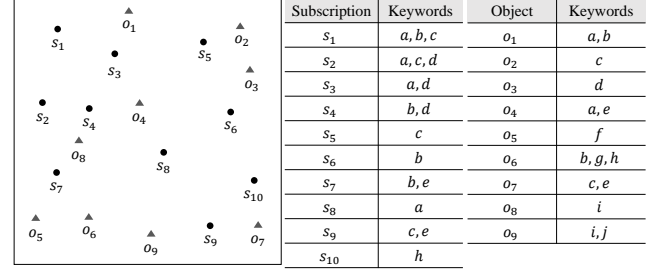 o₁
o₂
s₁
s₅
s₃
o₃
s₂
s₄
o₄
s₆
o₈
s₈
s₇
s₁₀
o₅
o₆
o₉
s₉
o₇
Subscription Keywords
s₁ a, b, c
s₂ a, c, d
s₃ a, d
s₄ b, d
s₅ c
s₆ b
s₇ b, e
s₈ a
s₉ c, e
s₁₀ h
Object Keywords
o₁ a, b
o₂ c
o₃ d
o₄ a, e
o₅ f
o₆ b, g, h
o₇ c, e
o₈ i
o₉ i, j